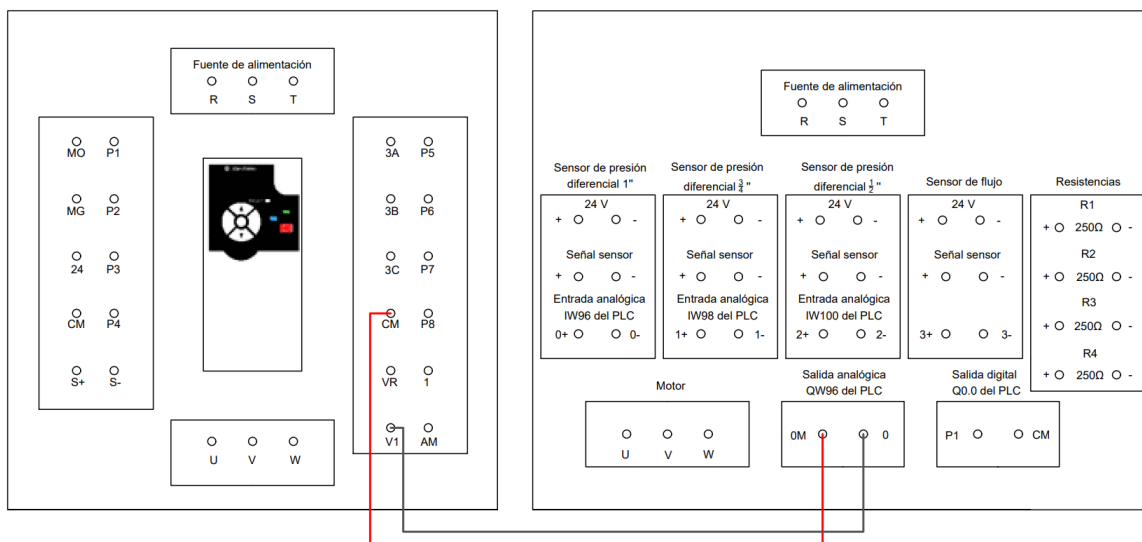 Fuente de alimentación
R S T
MO P1
MG P2
24 P3
CM P4
S+ S-
3A P5
3B P6
3C P7
CM P8
VR 1
V1 AM
U V W
Fuente de alimentación
R S T
Sensor de presión
diferencial 1"
24 V
+ -
Señal sensor
+ -
Entrada analógica
IW96 del PLC
0+ 0-
Sensor de presión
diferencial 3/4 "
24 V
+ -
Señal sensor
+ -
Entrada analógica
IW98 del PLC
1+ 1-
Sensor de presión
diferencial 1/2 "
24 V
+ -
Señal sensor
+ -
Entrada analógica
IW100 del PLC
2+ 2-
Sensor de flujo
24 V
+ -
Señal sensor
+ -
3+ 3-
Resistencias
R1
+ 250Ω -
R2
+ 250Ω -
R3
+ 250Ω -
R4
+ 250Ω -
Motor
U V W
Salida analógica
QW96 del PLC
0M 0
Salida digital
Q0.0 del PLC
P1 CM